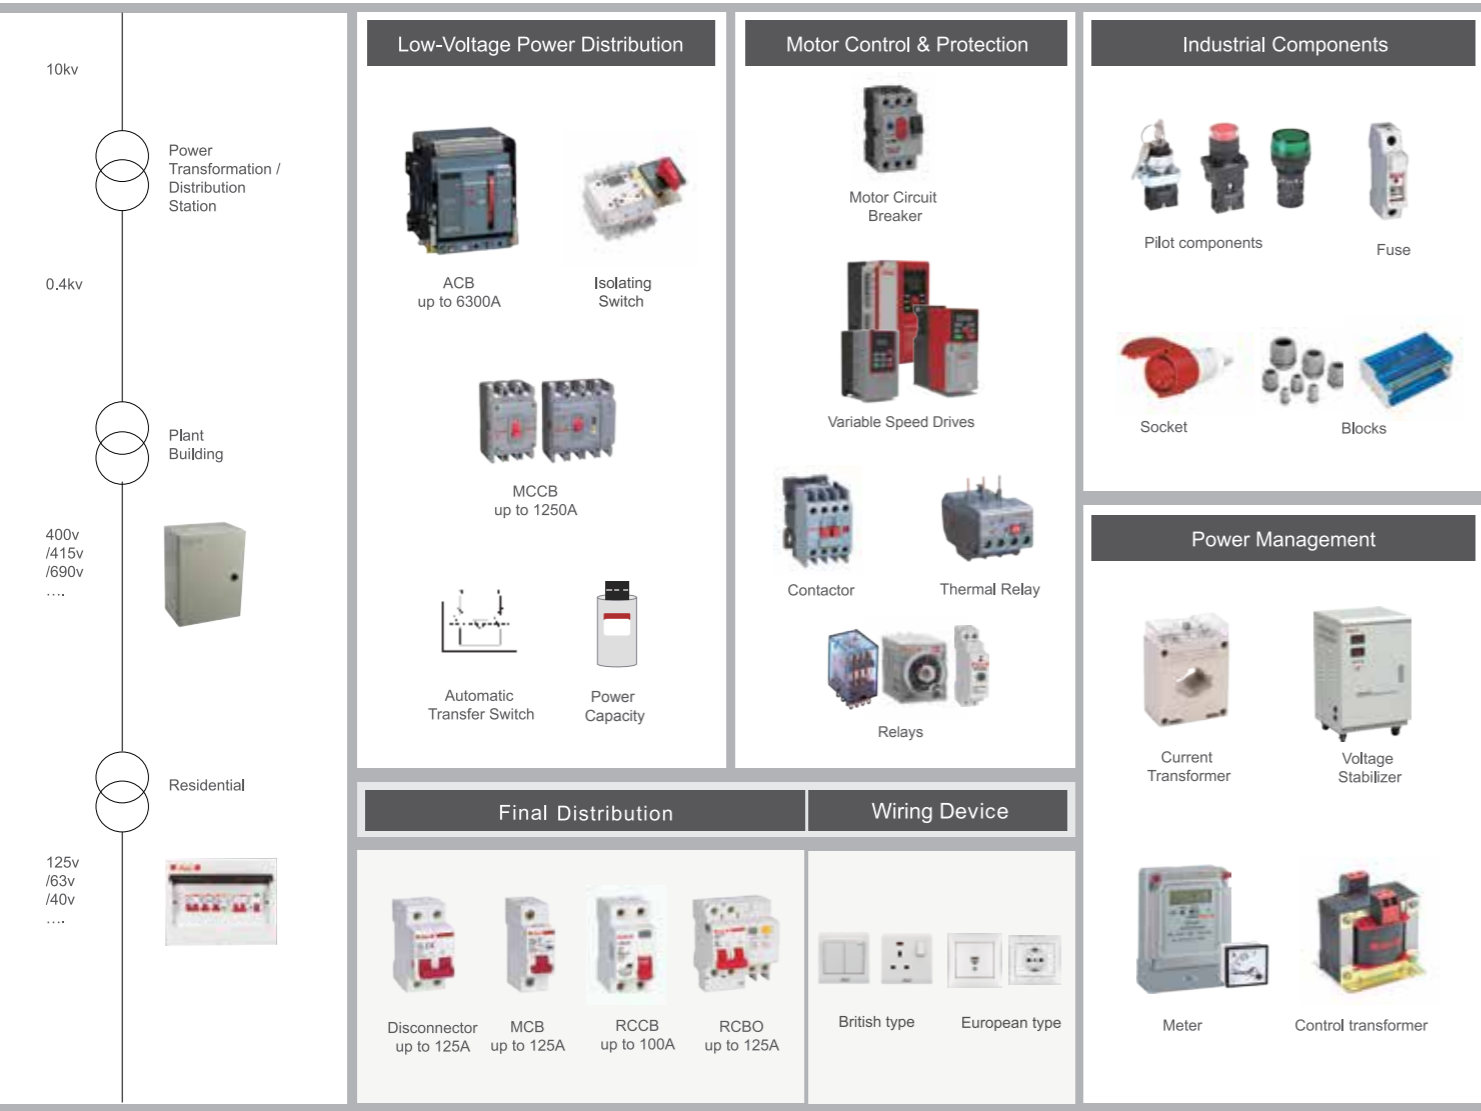 10kv
Power
Transformation /
Distribution
Station
0.4kv
Plant
Building
400v
/415v
/690v
....
Residential
125v
/63v
/40v
....
Low-Voltage Power Distribution
ACB
up to 6300A
Isolating
Switch
MCCB
up to 1250A
Automatic
Transfer Switch
Power
Capacity
Motor Control & Protection
Motor Circuit
Breaker
Variable Speed Drives
Contactor
Thermal Relay
Relays
Industrial Components
Pilot components
Fuse
Socket
Blocks
Power Management
Current
Transformer
Voltage
Stabilizer
Meter
Control transformer
Final Distribution
Disconnector
up to 125A
MCB
up to 125A
RCCB
up to 100A
RCBO
up to 125A
Wiring Device
British type
European type